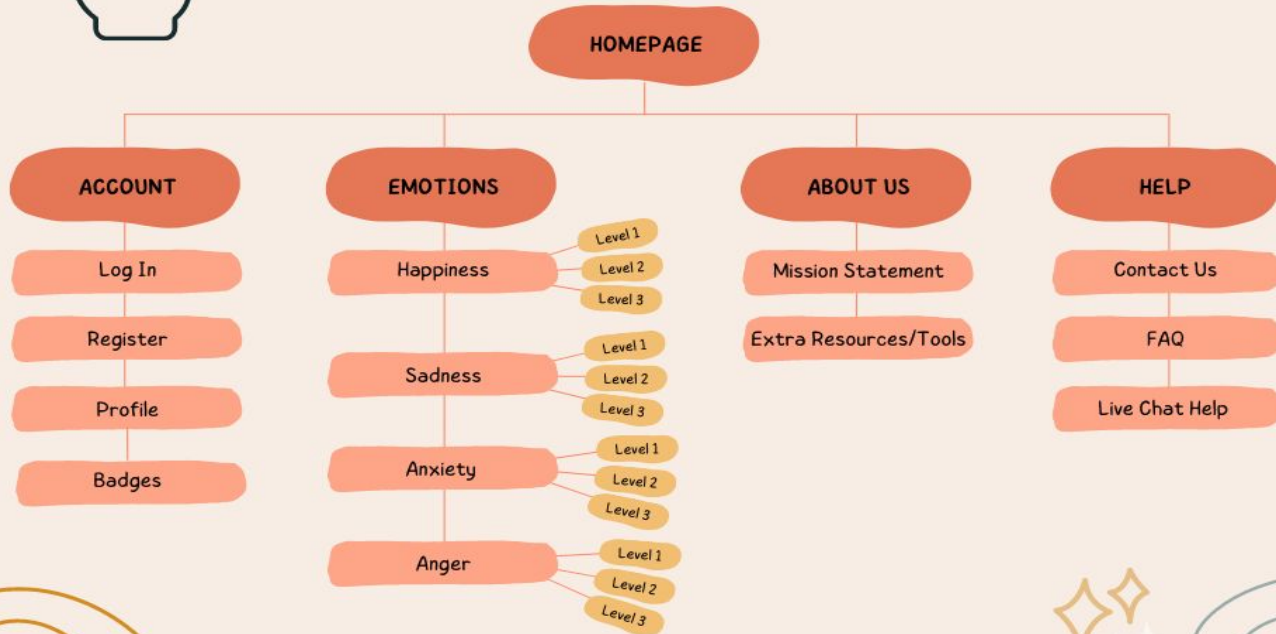 HOMEPAGE
ACCOUNT
Log In
Register
Profile
Badges
EMOTIONS
Happiness
Level 1
Level 2
Level 3
Sadness
Level 1
Level 2
Level 3
Anxiety
Level 1
Level 2
Level 3
Anger
Level 1
Level 2
Level 3
ABOUT US
Mission Statement
Extra Resources/Tools
HELP
Contact Us
FAQ
Live Chat Help